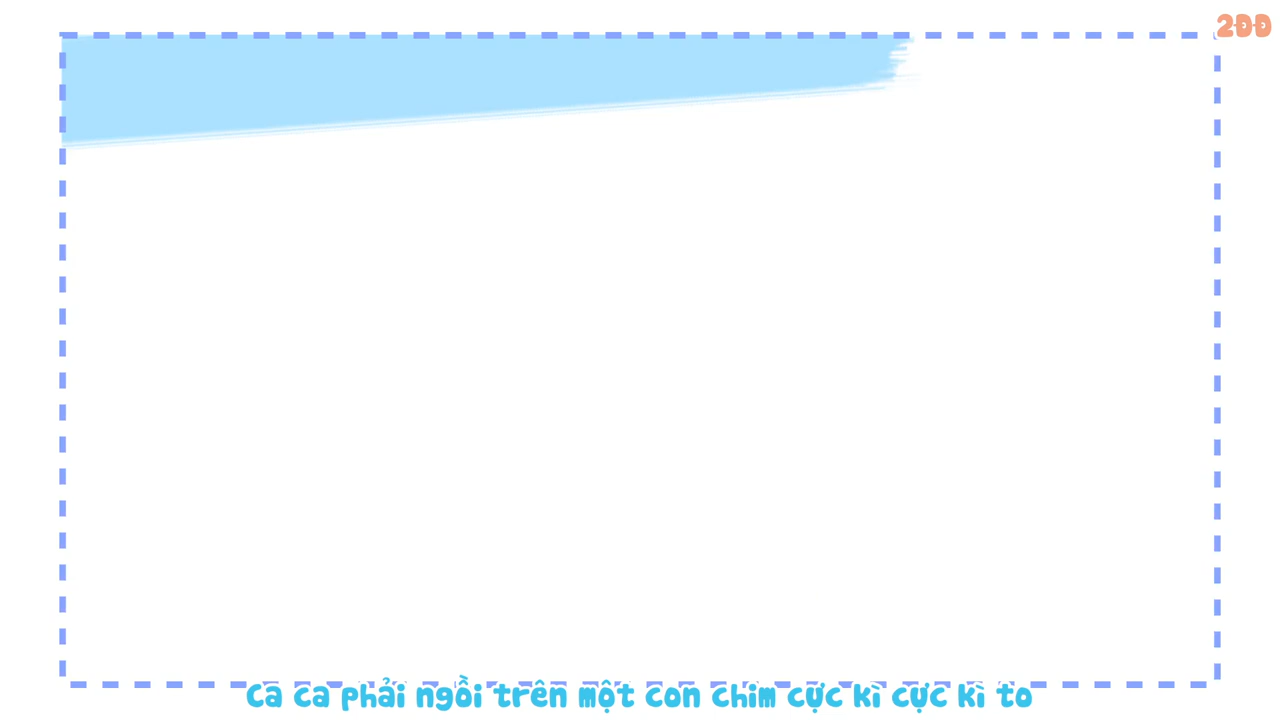 2DD
Ca ca phải ngồi trên một con chim cực kì cực kì to